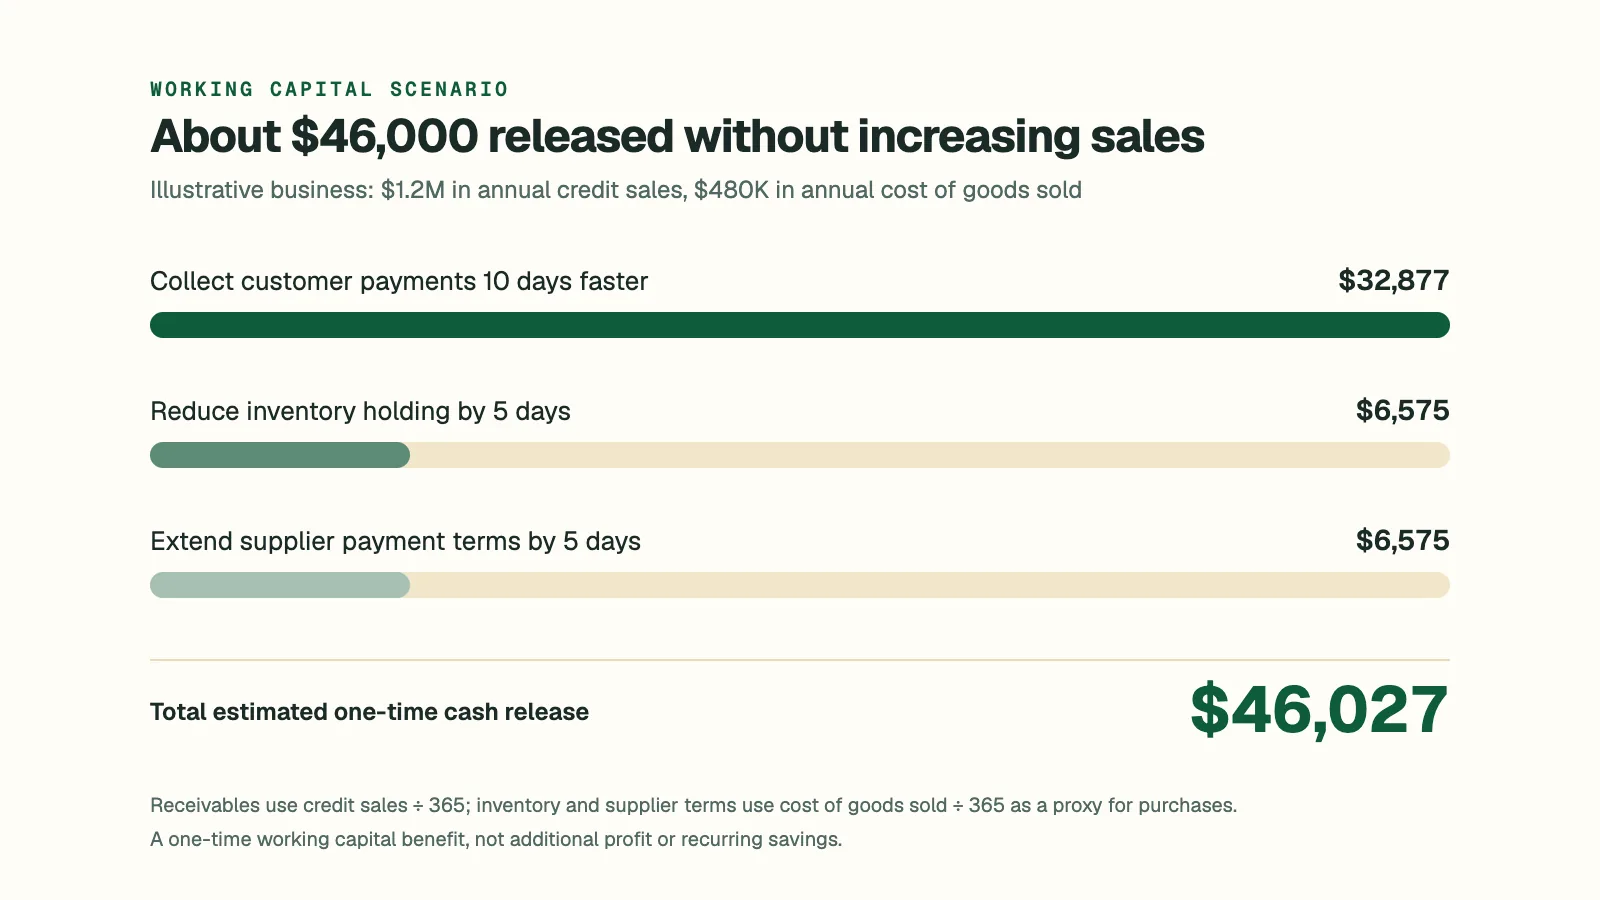 WORKING CAPITAL SCENARIO
About $46,000 released without increasing sales
Illustrative business: $1.2M in annual credit sales, $480K in annual cost of goods sold
Collect customer payments 10 days faster $32,877
Reduce inventory holding by 5 days $6,575
Extend supplier payment terms by 5 days $6,575
Total estimated one-time cash release $46,027
Receivables use credit sales ÷ 365; inventory and supplier terms use cost of goods sold ÷ 365 as a proxy for purchases.
A one-time working capital benefit, not additional profit or recurring savings.